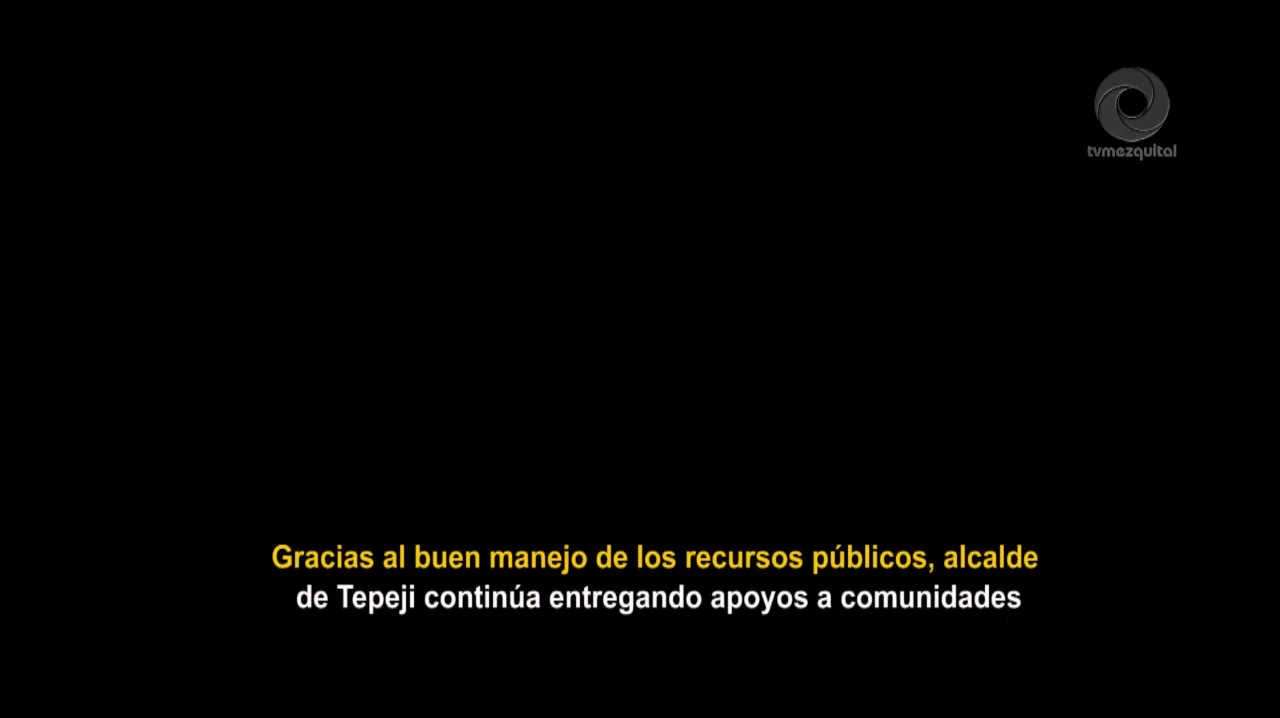 tvmezquital
Gracias al buen manejo de los recursos públicos, alcalde
de Tepeji continúa entregando apoyos a comunidades